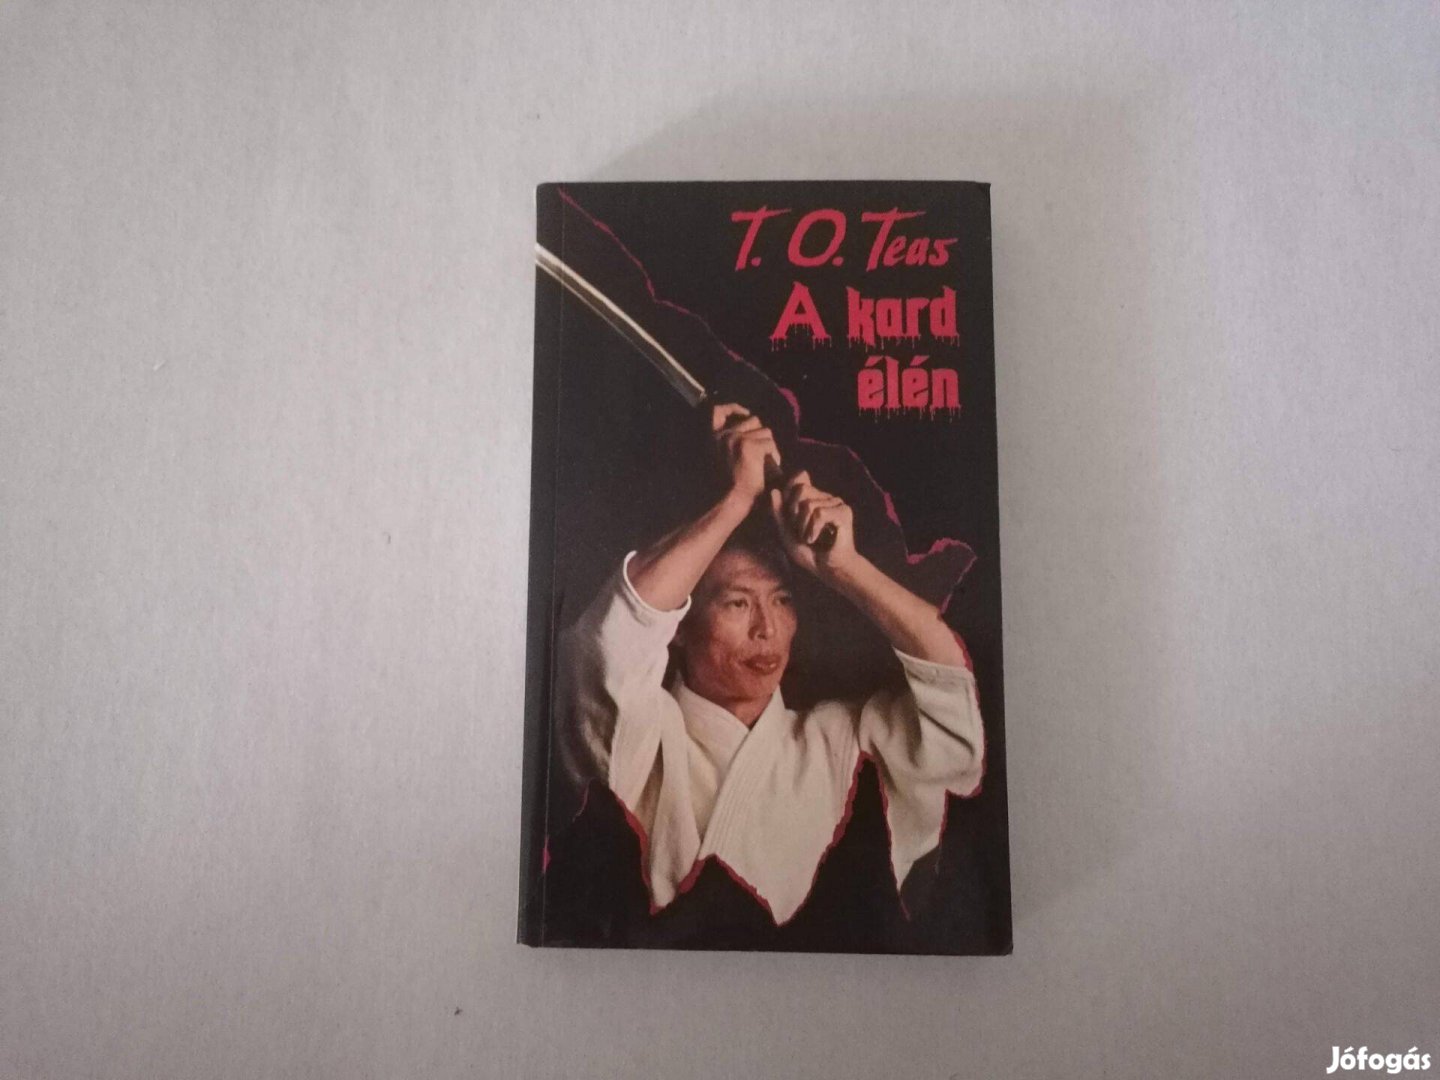 T. O. Teas
A kard
élén
Jófogás